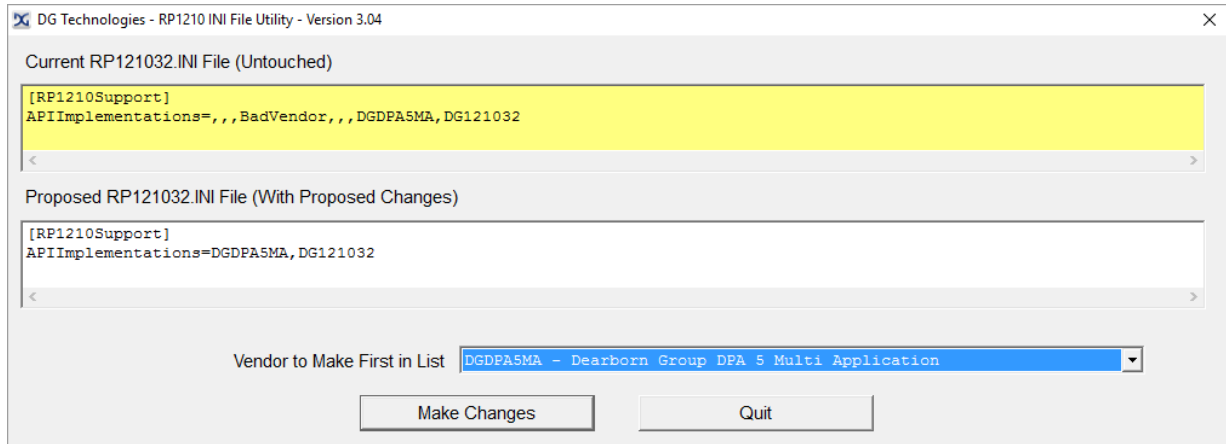 DG Technologies - RP1210 INI File Utility - Version 3.04
Current RP121032.INI File (Untouched)
[RP1210Support]
APIImplementations=,,,BadVendor,,,DGDPA5MA,DG121032
Proposed RP121032.INI File (With Proposed Changes)
[RP1210Support]
APIImplementations=DGDPA5MA,DG121032
Vendor to Make First in List DGDPA5MA - Dearborn Group DPA 5 Multi Application
Make Changes Quit